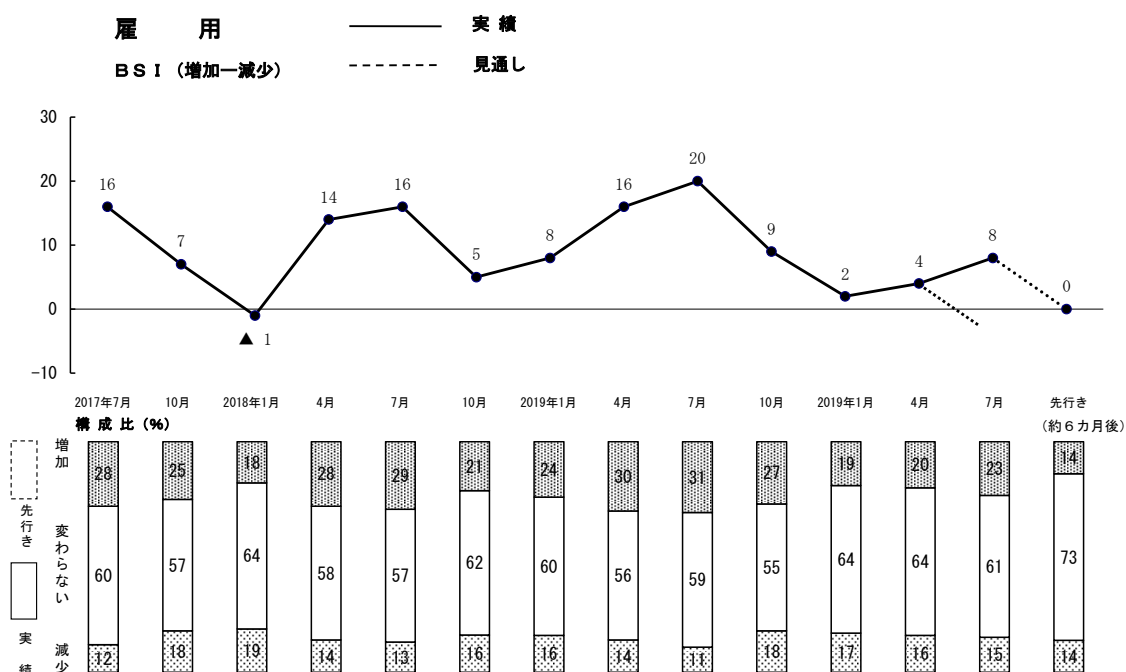 雇 用
実 績
ＢＳＩ（増加―減少）
見通し
30
20
10
0
-10
16
7
▲ 1
14
16
5
8
16
20
9
2
4
8
0
2017年7月 10月 2018年1月 4月 7月 10月 2019年1月 4月 7月 10月 2019年1月 4月 7月 先行き
構 成 比 (%)
(約６カ月後)
増加
28 25 18 28 29 21 24 30 31 27 19 20 23 14
先行き
変わらない
60 57 64 58 57 62 60 56 59 55 64 64 61 73
実績
減少
12 18 19 14 13 16 16 14 11 18 17 16 15 14